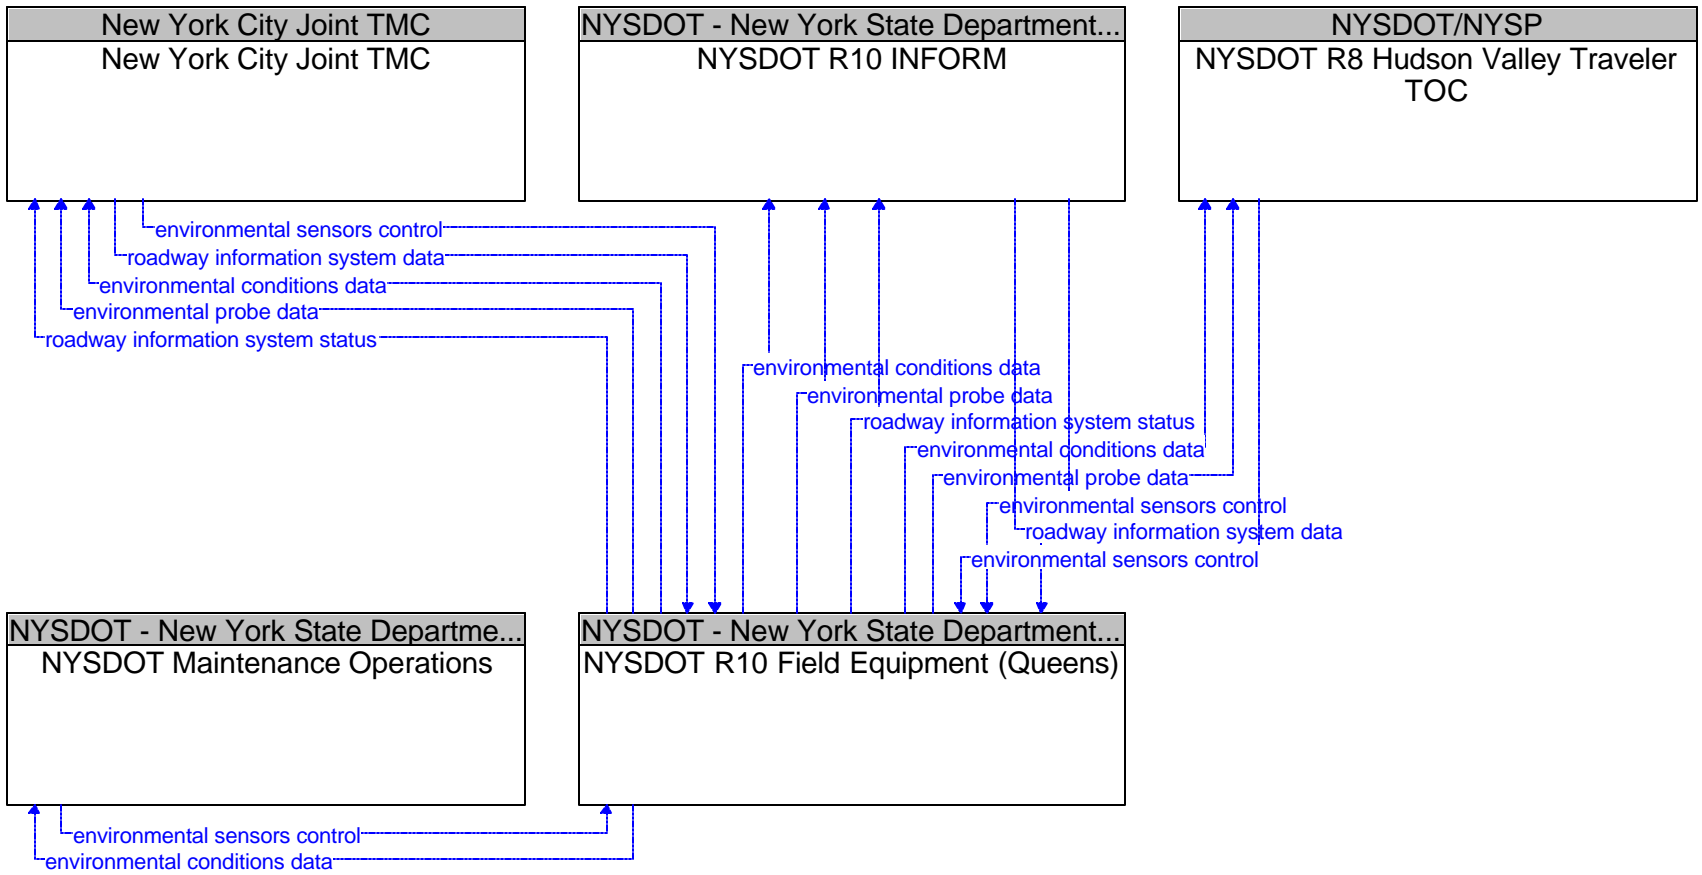 New York City Joint TMC
New York City Joint TMC
NYSDOT - New York State Department...
NYSDOT R10 INFORM
NYSDOT/NYSP
NYSDOT R8 Hudson Valley Traveler
TOC
environmental sensors control
roadway information system data
environmental conditions data
environmental probe data
roadway information system status
environmental conditions data
environmental probe data
roadway information system status
environmental conditions data
environmental probe data
environmental sensors control
roadway information system data
environmental sensors control
NYSDOT - New York State Departme...
NYSDOT Maintenance Operations
NYSDOT - New York State Department...
NYSDOT R10 Field Equipment (Queens)
environmental sensors control
environmental conditions data